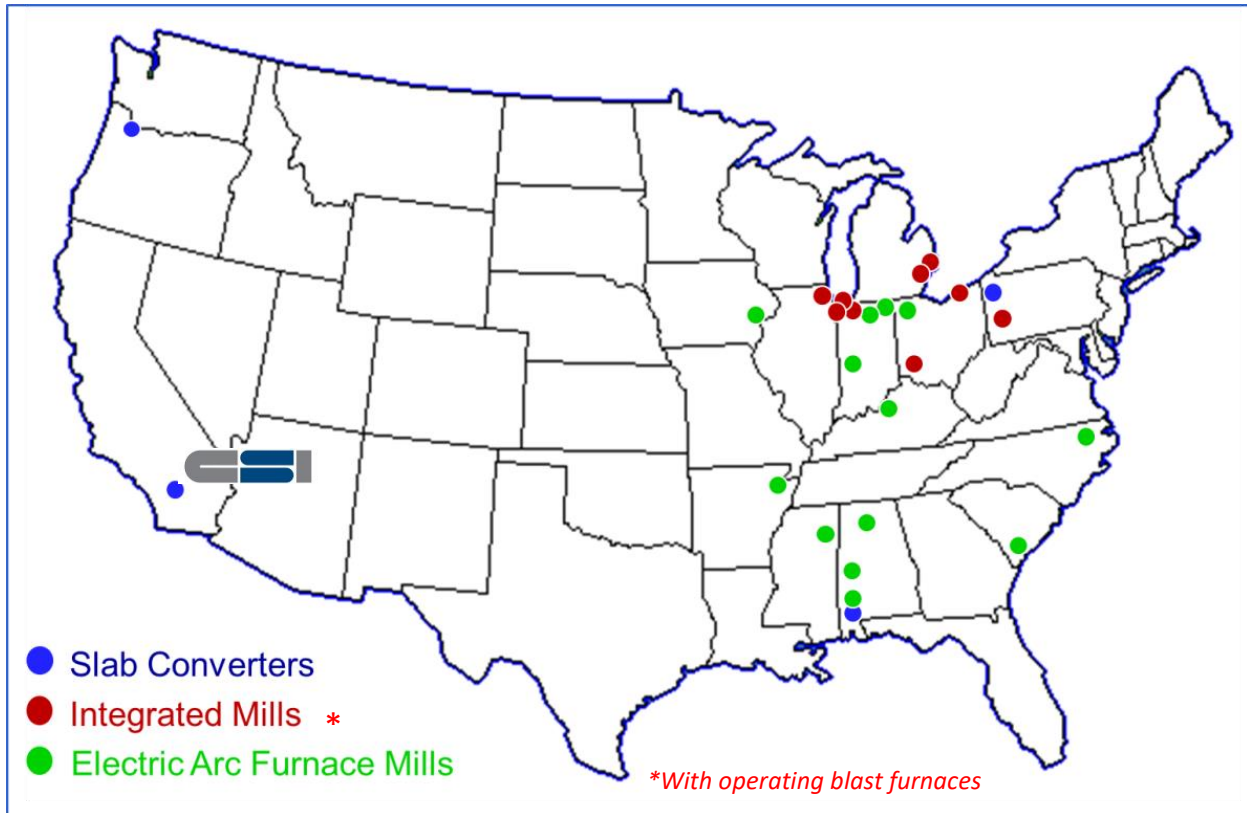 CSI
Slab Converters
Integrated Mills *
Electric Arc Furnace Mills
*With operating blast furnaces